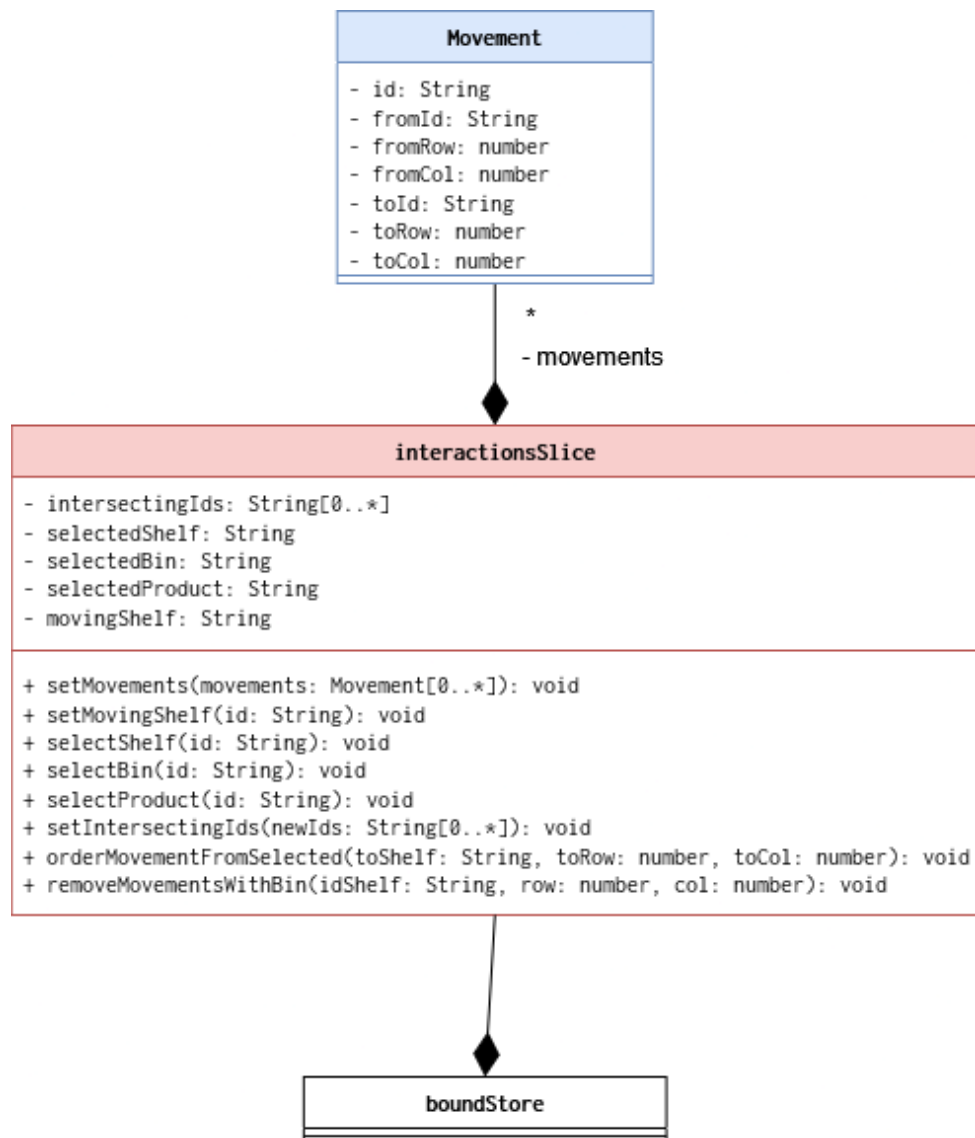 Movement
- id: String
- fromId: String
- fromRow: number
- fromCol: number
- toId: String
- toRow: number
- toCol: number
*
- movements
interactionsSlice
- intersectingIds: String[0..*]
- selectedShelf: String
- selectedBin: String
- selectedProduct: String
- movingShelf: String
+ setMovements(movements: Movement[0..*]): void
+ setMovingShelf(id: String): void
+ selectShelf(id: String): void
+ selectBin(id: String): void
+ selectProduct(id: String): void
+ setIntersectingIds(newIds: String[0..*]): void
+ orderMovementFromSelected(toShelf: String, toRow: number, toCol: number): void
+ removeMovementsWithBin(idShelf: String, row: number, col: number): void
boundStore